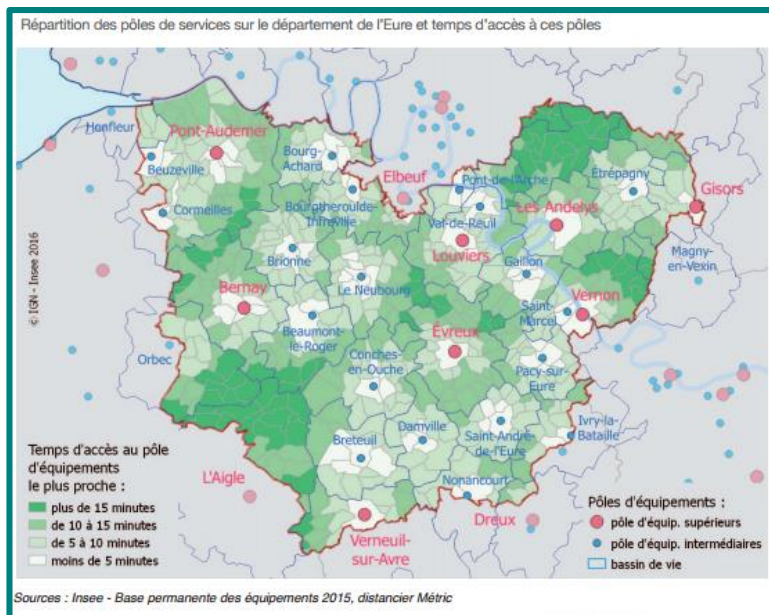 Répartition des pôles de services sur le département de l'Eure et temps d'accès à ces pôles
Honfleur
Pont-Audemer
Beuzeville
Bourg-
Achard
Elbeuf
Pont-de-l'Arche
Étrépagny
Gisors
Cormeilles
Bourgtheroulde-
Infreville
Val-de-Reuil
Les Andelys
Louviers
Brionne
Gaillon
Magny-
en-Vexin
Bernay
Le Neubourg
Saint-
Marcel
Vernon
Beaumont-
le-Roger
Évreux
Orbec
Conches-
en-Ouche
Pacy-sur-
Eure
Breteuil
Damville
Saint-André-
de-l'Eure
Ivry-la-
Bataille
L'Aigle
Nonancourt
Verneuil-
sur-Avre
Dreux
© IGN - Insee 2016
Temps d'accès au pôle
d'équipements
le plus proche :
plus de 15 minutes
de 10 à 15 minutes
de 5 à 10 minutes
moins de 5 minutes
Pôles d'équipements :
pôle d'équip. supérieurs
pôle d'équip. intermédiaires
bassin de vie
Sources : Insee - Base permanente des équipements 2015, distancier Métric